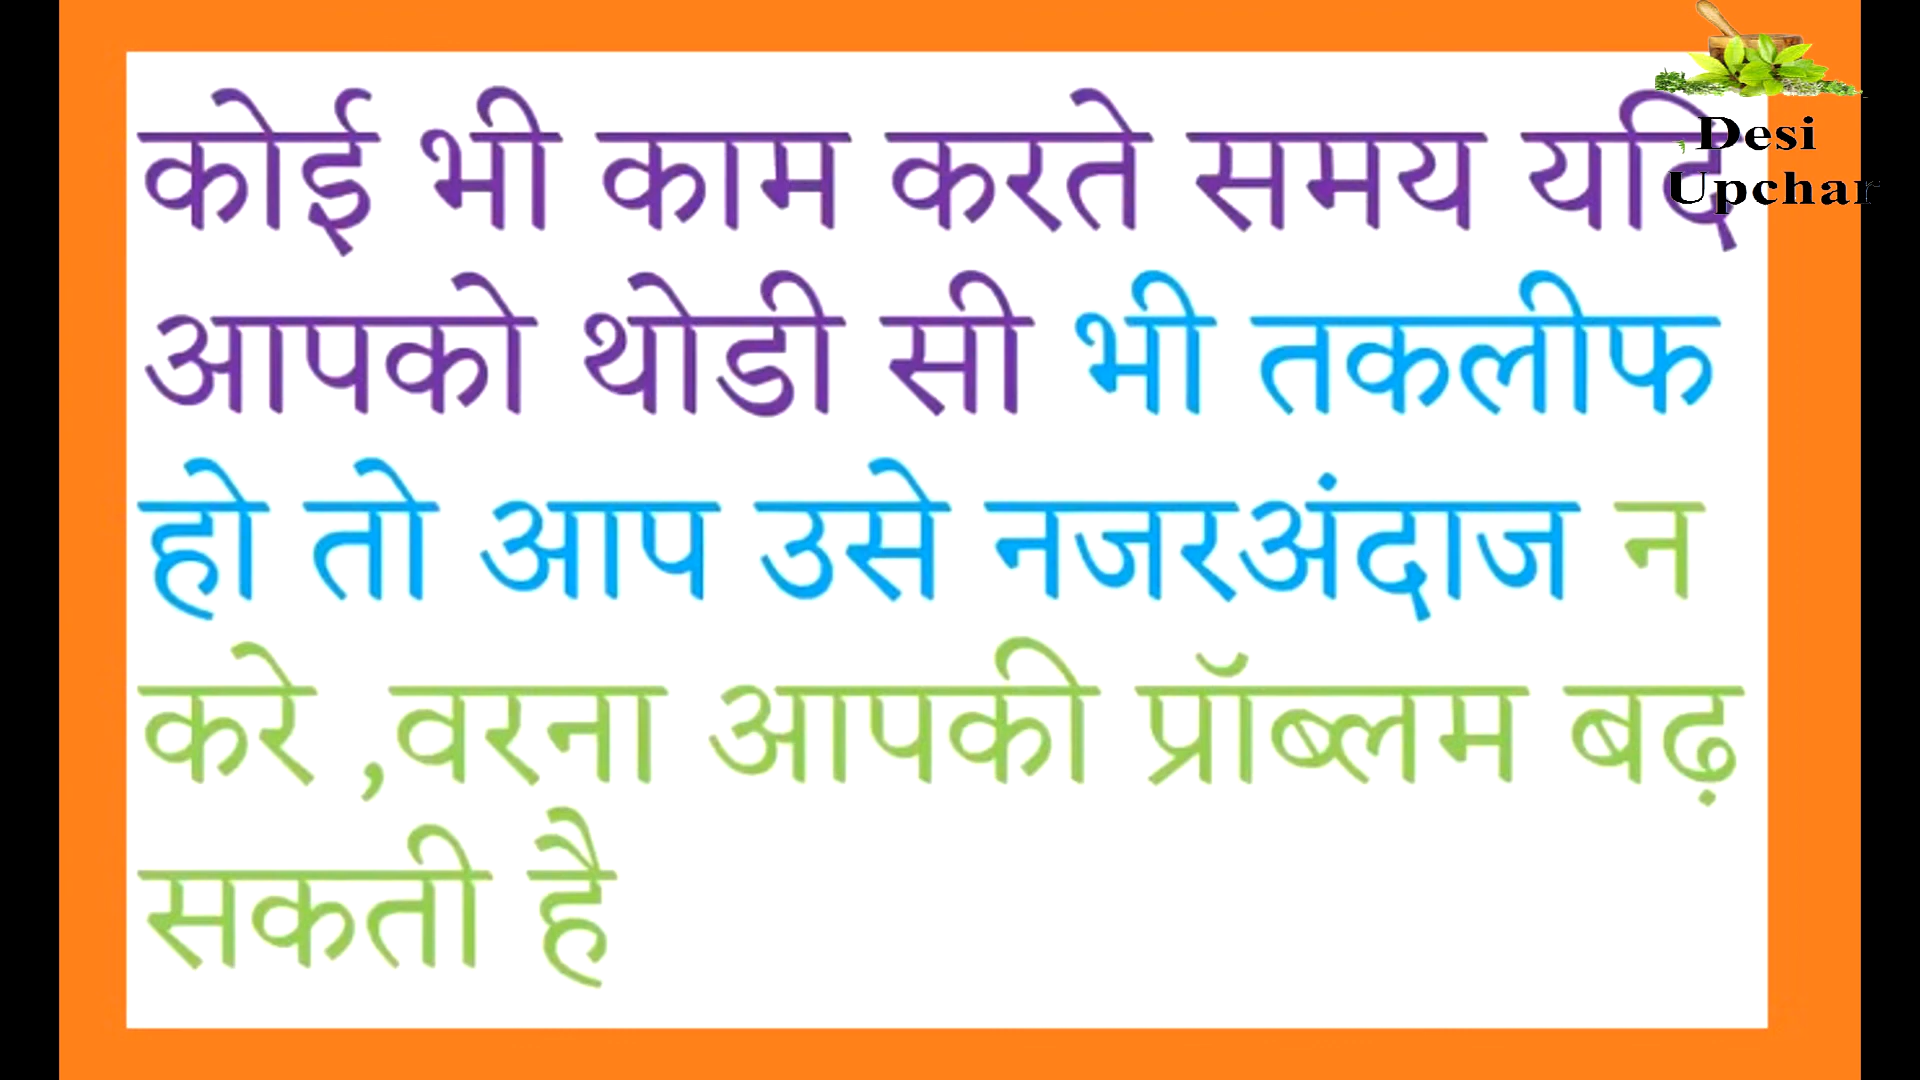 कोई भी काम करते समय यदि
आपको थोडी सी भी तकलीफ
हो तो आप उसे नजरअंदाज न
करे ,वरना आपकी प्रॉब्लम बढ़
सकती है
Desi
Upchar